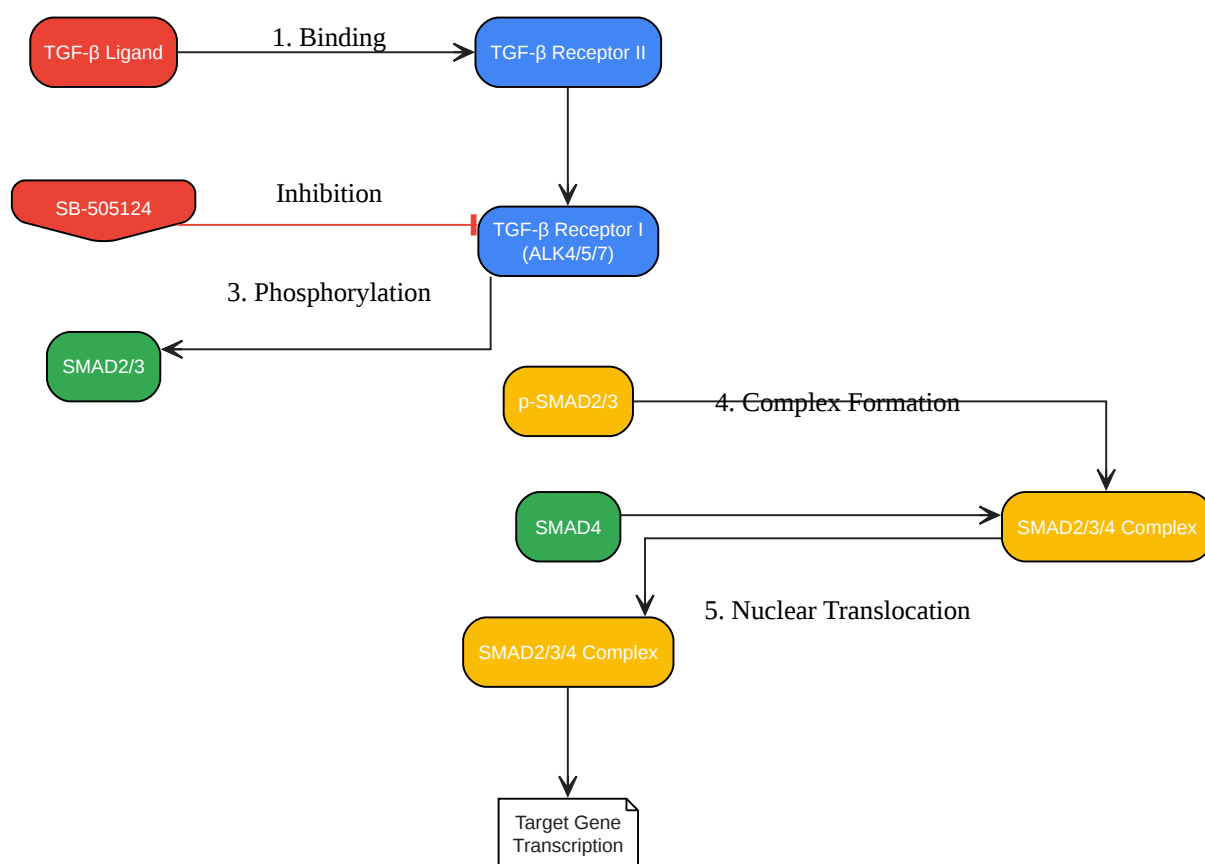 TGF-β Ligand
1. Binding
TGF-β Receptor II
SB-505124
Inhibition
TGF-β Receptor I
(ALK4/5/7)
3. Phosphorylation
SMAD2/3
p-SMAD2/3
4. Complex Formation
SMAD4
SMAD2/3/4 Complex
5. Nuclear Translocation
SMAD2/3/4 Complex
Target Gene
Transcription